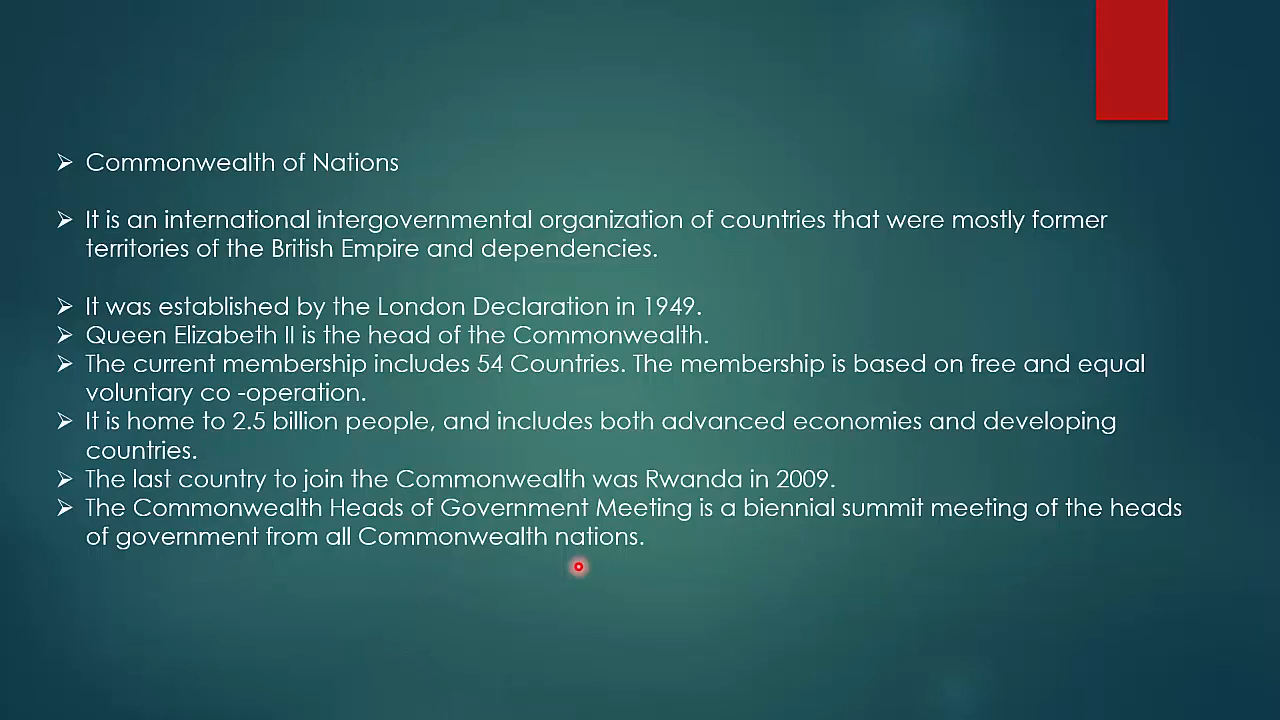 ➢ Commonwealth of Nations
➢ It is an international intergovernmental organization of countries that were mostly former
territories of the British Empire and dependencies.
➢ It was established by the London Declaration in 1949.
➢ Queen Elizabeth II is the head of the Commonwealth.
➢ The current membership includes 54 Countries. The membership is based on free and equal
voluntary co -operation.
➢ It is home to 2.5 billion people, and includes both advanced economies and developing
countries.
➢ The last country to join the Commonwealth was Rwanda in 2009.
➢ The Commonwealth Heads of Government Meeting is a biennial summit meeting of the heads
of government from all Commonwealth nations.